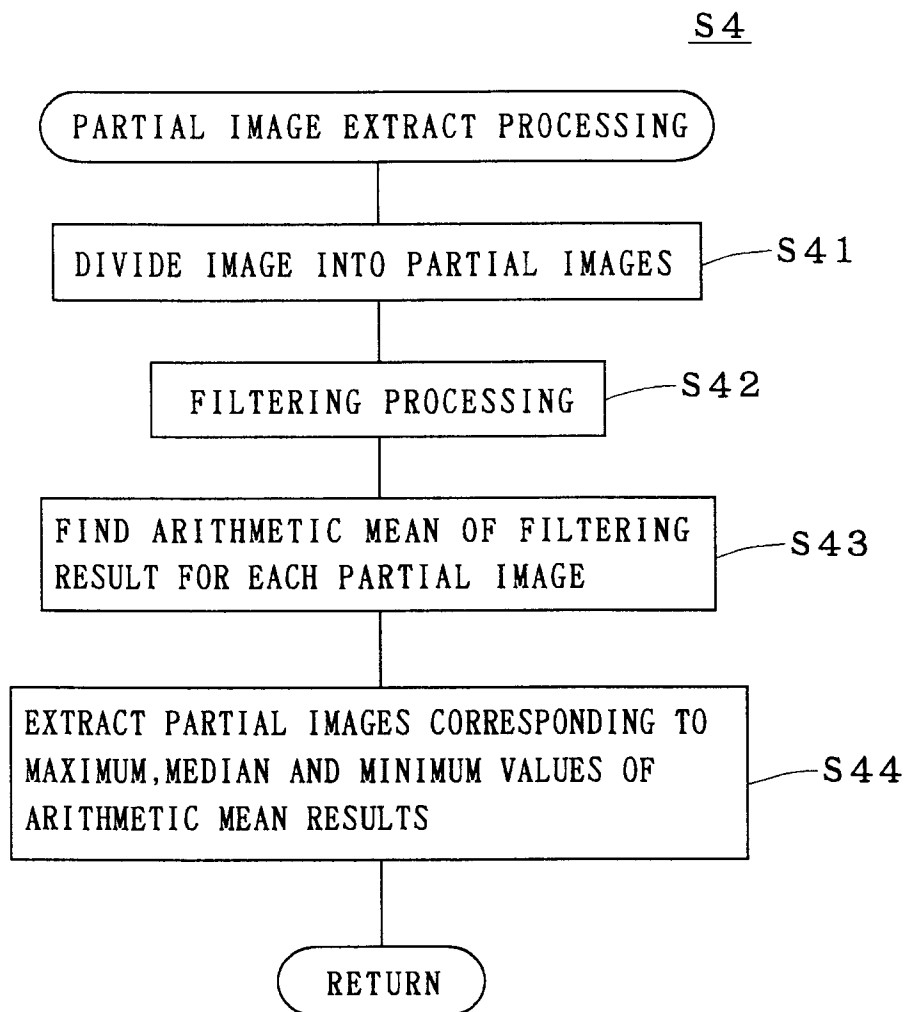 S4
PARTIAL IMAGE EXTRACT PROCESSING
DIVIDE IMAGE INTO PARTIAL IMAGES
S41
FILTERING PROCESSING
S42
FIND ARITHMETIC MEAN OF FILTERING
RESULT FOR EACH PARTIAL IMAGE
S43
EXTRACT PARTIAL IMAGES CORRESPONDING TO
MAXIMUM, MEDIAN AND MINIMUM VALUES OF
ARITHMETIC MEAN RESULTS
S44
RETURN